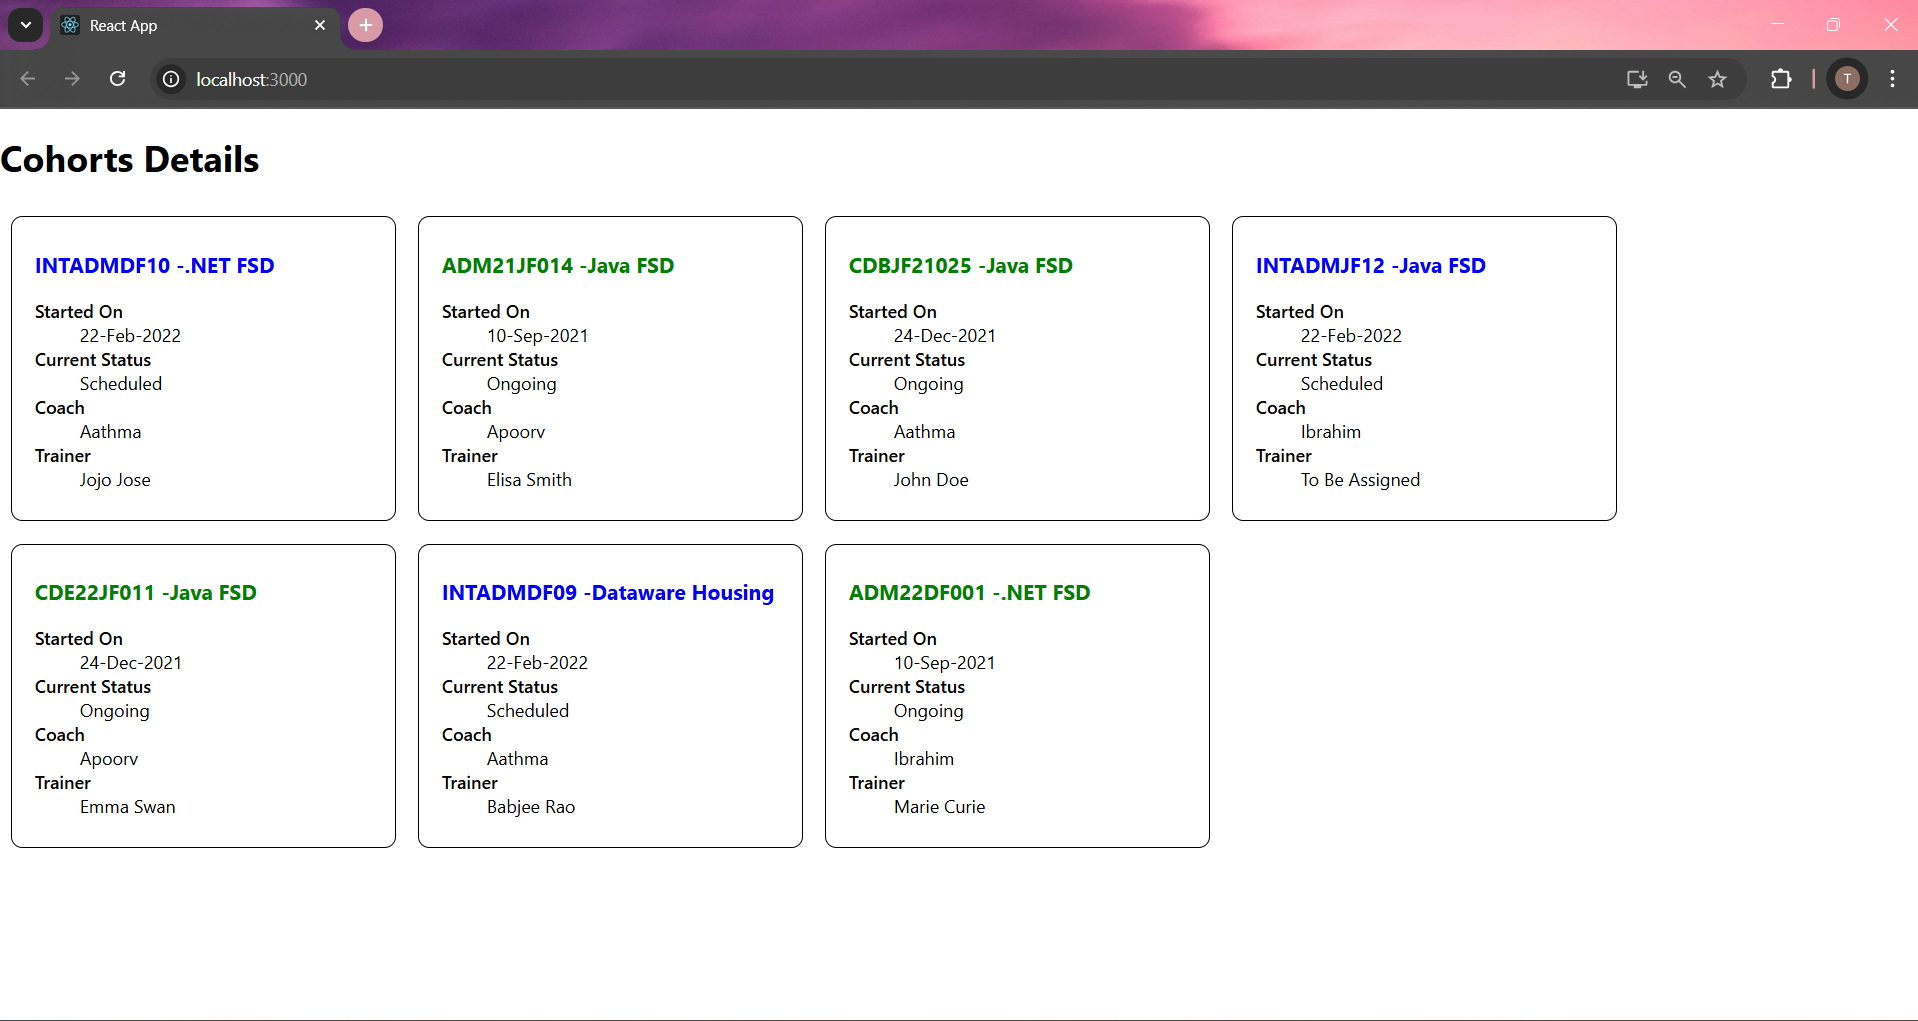 React App
localhost:3000
T
Cohorts Details
INTADMDF10 -.NET FSD
Started On
22-Feb-2022
Current Status
Scheduled
Coach
Aathma
Trainer
Jojo Jose
ADM21JF014 -Java FSD
Started On
10-Sep-2021
Current Status
Ongoing
Coach
Apoorv
Trainer
Elisa Smith
CDBJF21025 -Java FSD
Started On
24-Dec-2021
Current Status
Ongoing
Coach
Aathma
Trainer
John Doe
INTADMJF12 -Java FSD
Started On
22-Feb-2022
Current Status
Scheduled
Coach
Ibrahim
Trainer
To Be Assigned
CDE22JF011 -Java FSD
Started On
24-Dec-2021
Current Status
Ongoing
Coach
Apoorv
Trainer
Emma Swan
INTADMDF09 -Dataware Housing
Started On
22-Feb-2022
Current Status
Scheduled
Coach
Aathma
Trainer
Babjee Rao
ADM22DF001 -.NET FSD
Started On
10-Sep-2021
Current Status
Ongoing
Coach
Ibrahim
Trainer
Marie Curie